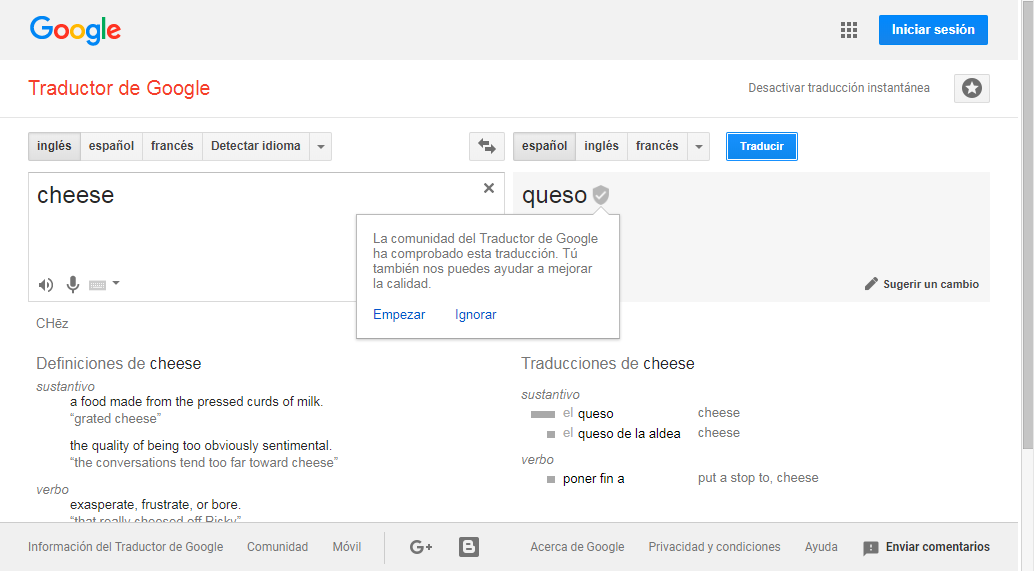 Google
Iniciar sesión
Traductor de Google
Desactivar traducción instantánea
inglés español francés Detectar idioma
español inglés francés Traducir
cheese
queso
La comunidad del Traductor de Google
ha comprobado esta traducción. Tú
también nos puedes ayudar a mejorar
la calidad.
Empezar Ignorar
Sugerir un cambio
CHēz
Definiciones de cheese
sustantivo
a food made from the pressed curds of milk.
“grated cheese”
the quality of being too obviously sentimental.
“the conversations tend too far toward cheese”
verbo
exasperate, frustrate, or bore.
“that really cheesed off Ricky”
Traducciones de cheese
sustantivo
el queso cheese
el queso de la aldea cheese
verbo
poner fin a put a stop to, cheese
Información del Traductor de Google Comunidad Móvil G+ Acerca de Google Privacidad y condiciones Ayuda Enviar comentarios